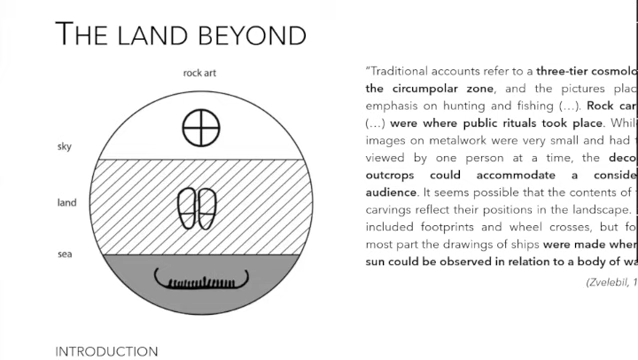 THE LAND BEYOND
rock art
sky
land
sea
"Traditional accounts refer to a three-tier
the circumpolar zone, and the pictures
emphasis on hunting and fishing (…). Rock
(…) were where public rituals took place.
images on metalwork were very small and had
viewed by one person at a time, the
outcrops could accommodate a
audience. It seems possible that the contents of
carvings reflect their positions in the landscape.
included footprints and wheel crosses, but
most part the drawings of ships were made
sun could be observed in relation to a body of
(Zvelebil,
INTRODUCTION